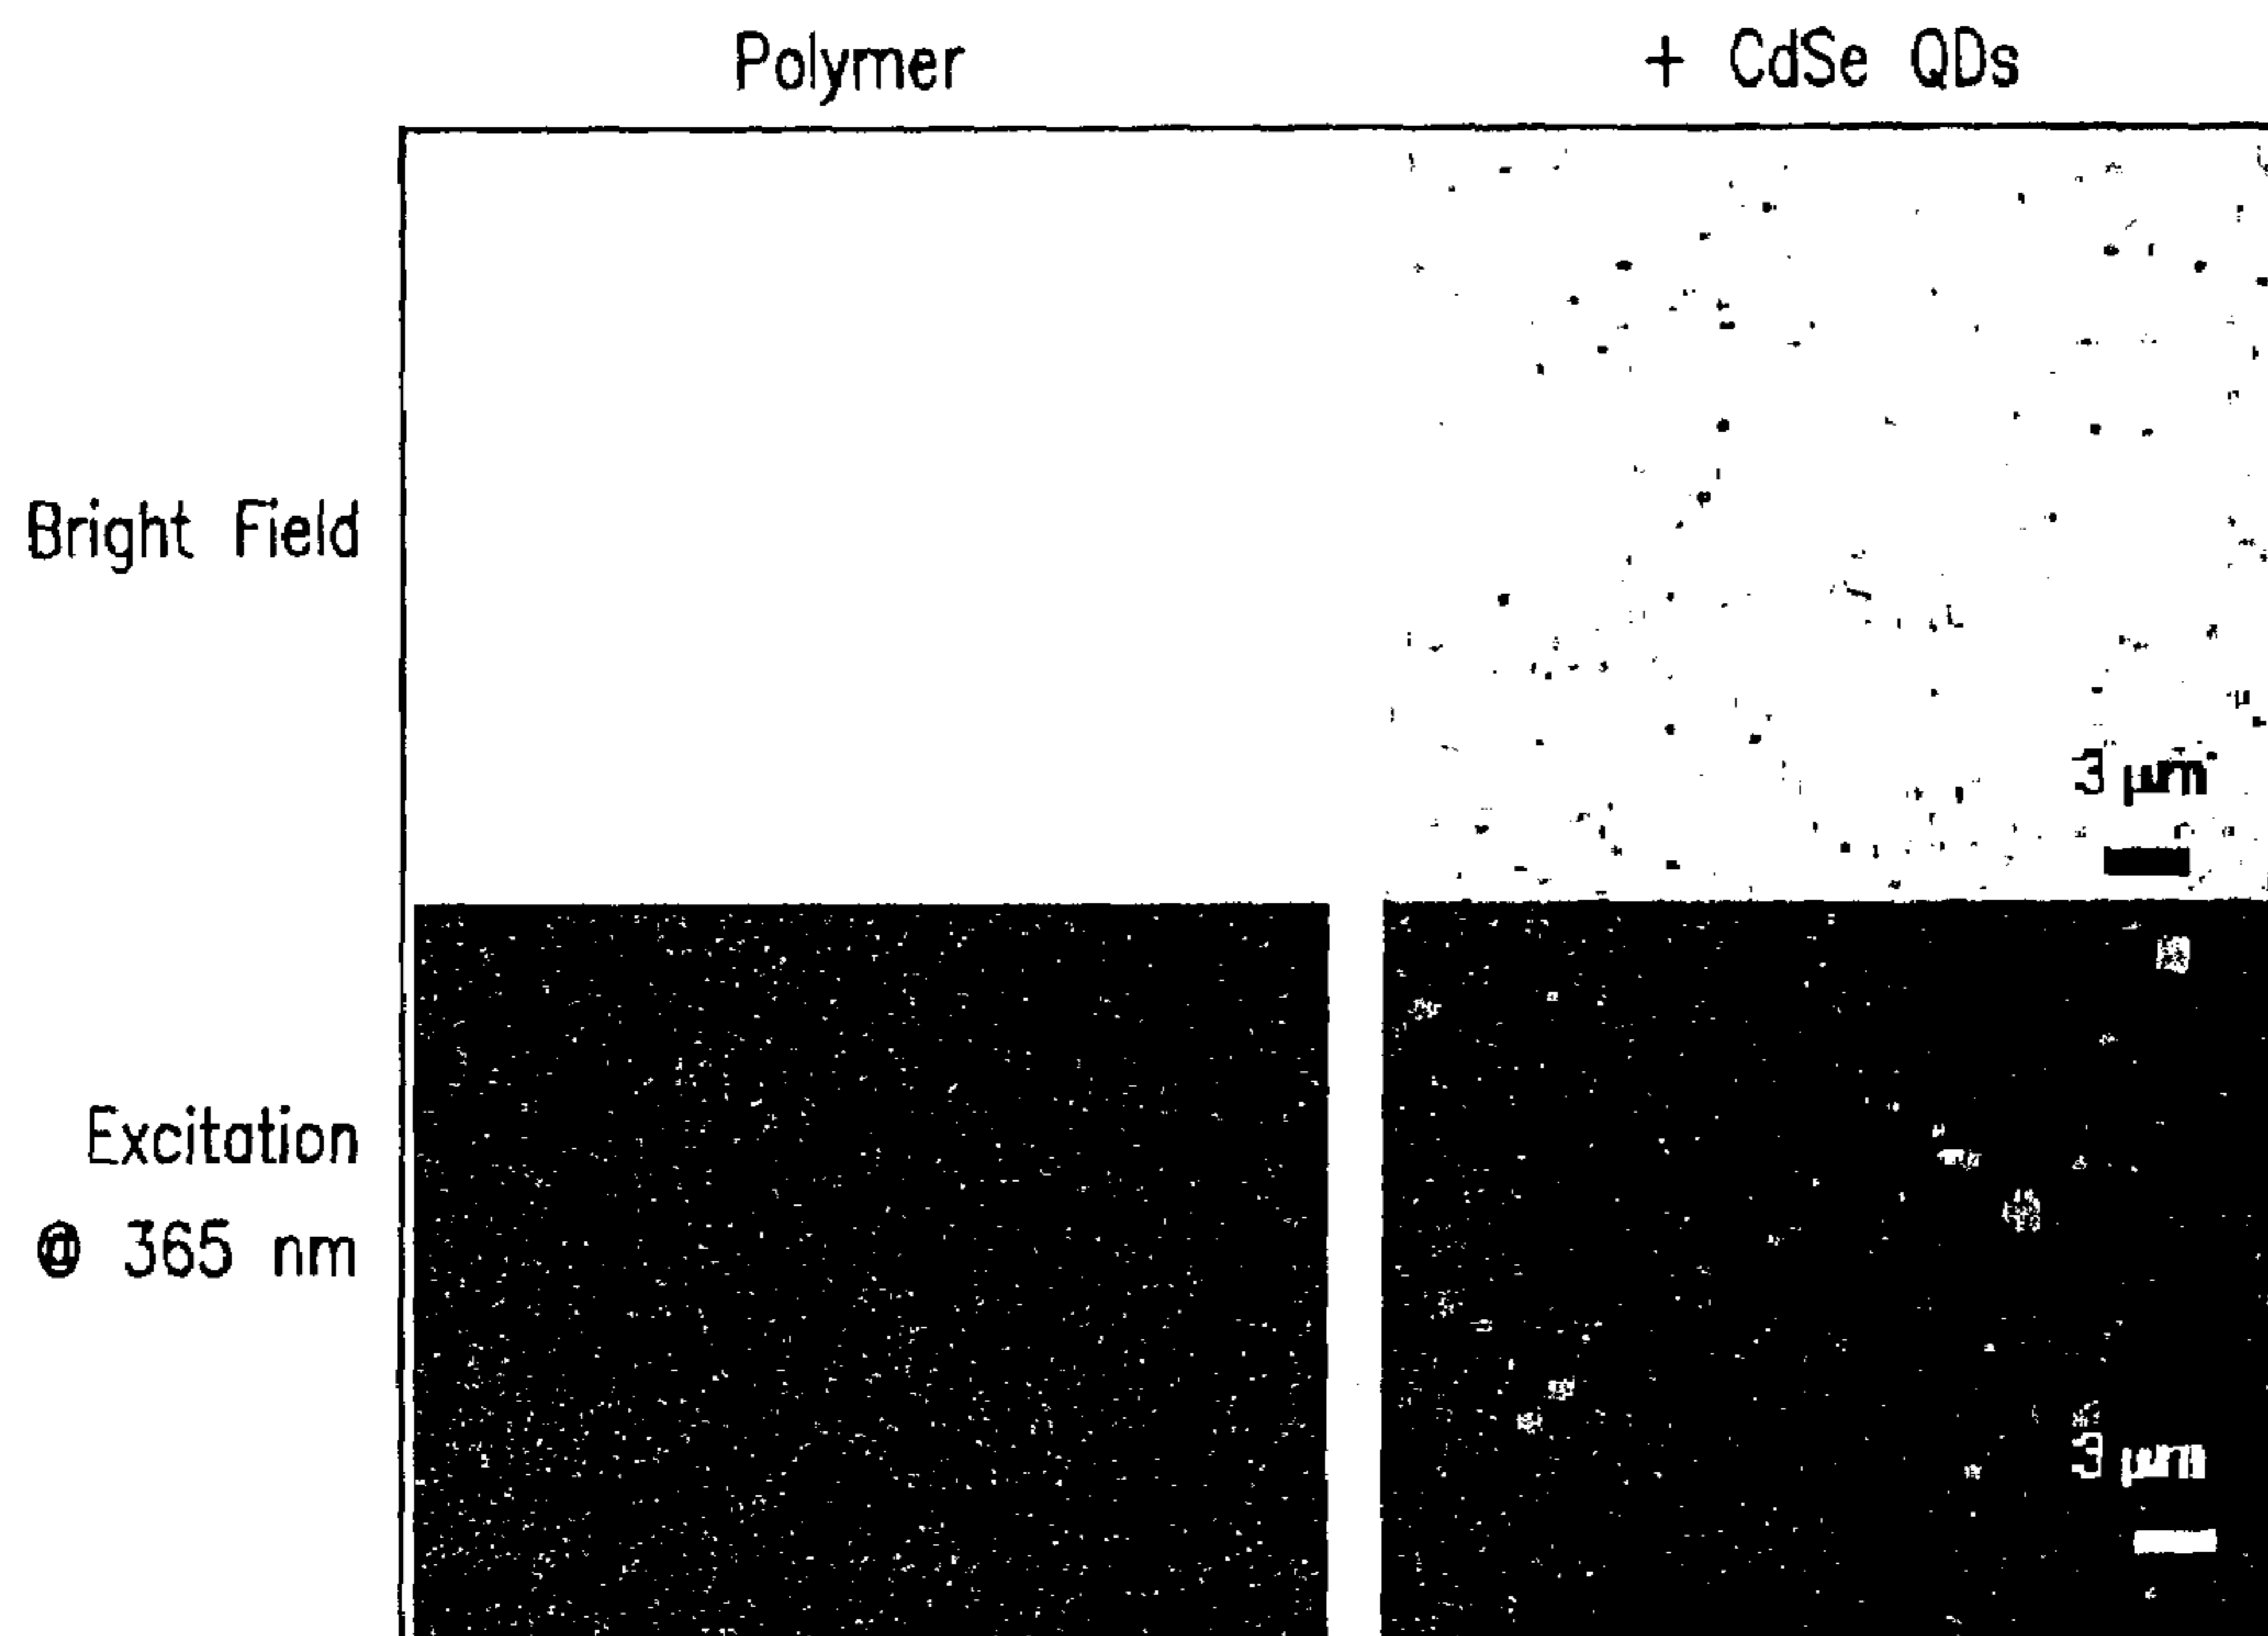 Polymer
+ CdSe QDs
Bright Field
3 µm
Excitation
@ 365 nm
3 µm